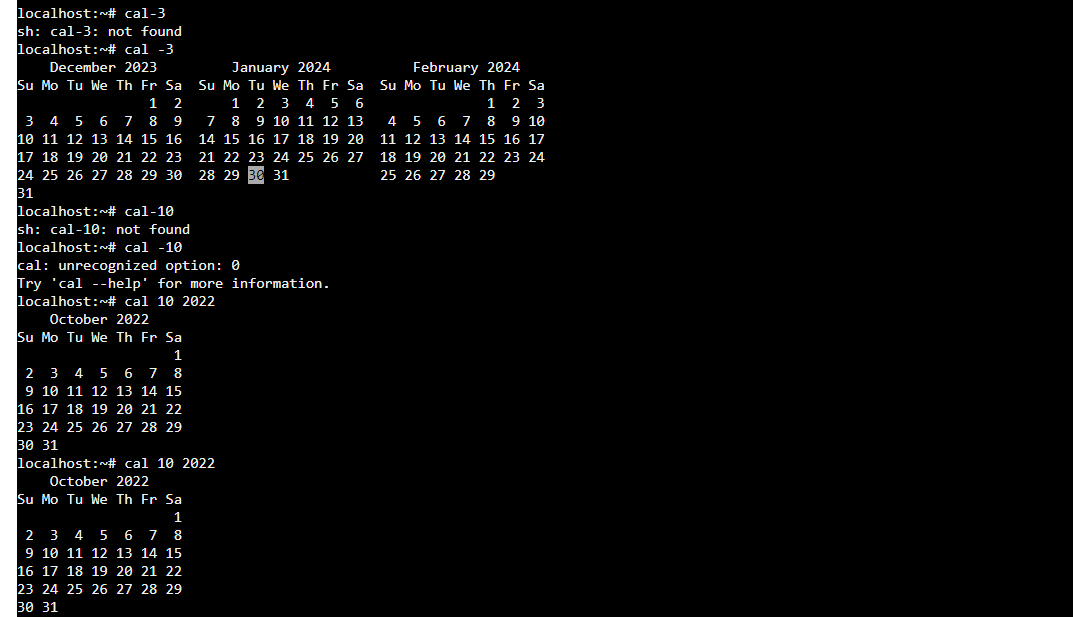 localhost:~# cal-3
sh: cal-3: not found
localhost:~# cal -3
    December 2023         January 2024          February 2024
Su Mo Tu We Th Fr Sa  Su Mo Tu We Th Fr Sa  Su Mo Tu We Th Fr Sa
                1  2      1  2  3  4  5  6               1  2  3
 3  4  5  6  7  8  9   7  8  9 10 11 12 13   4  5  6  7  8  9 10
10 11 12 13 14 15 16  14 15 16 17 18 19 20  11 12 13 14 15 16 17
17 18 19 20 21 22 23  21 22 23 24 25 26 27  18 19 20 21 22 23 24
24 25 26 27 28 29 30  28 29 30 31           25 26 27 28 29
31
localhost:~# cal-10
sh: cal-10: not found
localhost:~# cal -10
cal: unrecognized option: 0
Try 'cal --help' for more information.
localhost:~# cal 10 2022
    October 2022
Su Mo Tu We Th Fr Sa
                   1
 2  3  4  5  6  7  8
 9 10 11 12 13 14 15
16 17 18 19 20 21 22
23 24 25 26 27 28 29
30 31
localhost:~# cal 10 2022
    October 2022
Su Mo Tu We Th Fr Sa
                   1
 2  3  4  5  6  7  8
 9 10 11 12 13 14 15
16 17 18 19 20 21 22
23 24 25 26 27 28 29
30 31